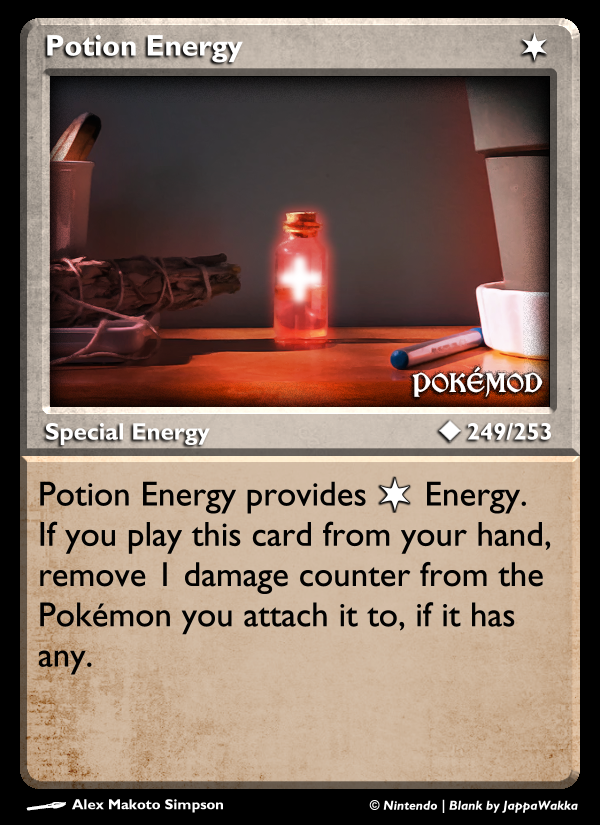 Potion Energy
POKÉMOD
Special Energy
249/253
Potion Energy provides Energy.
If you play this card from your hand,
remove 1 damage counter from the
Pokémon you attach it to, if it has
any.
Alex Makoto Simpson
© Nintendo | Blank by JappaWakka